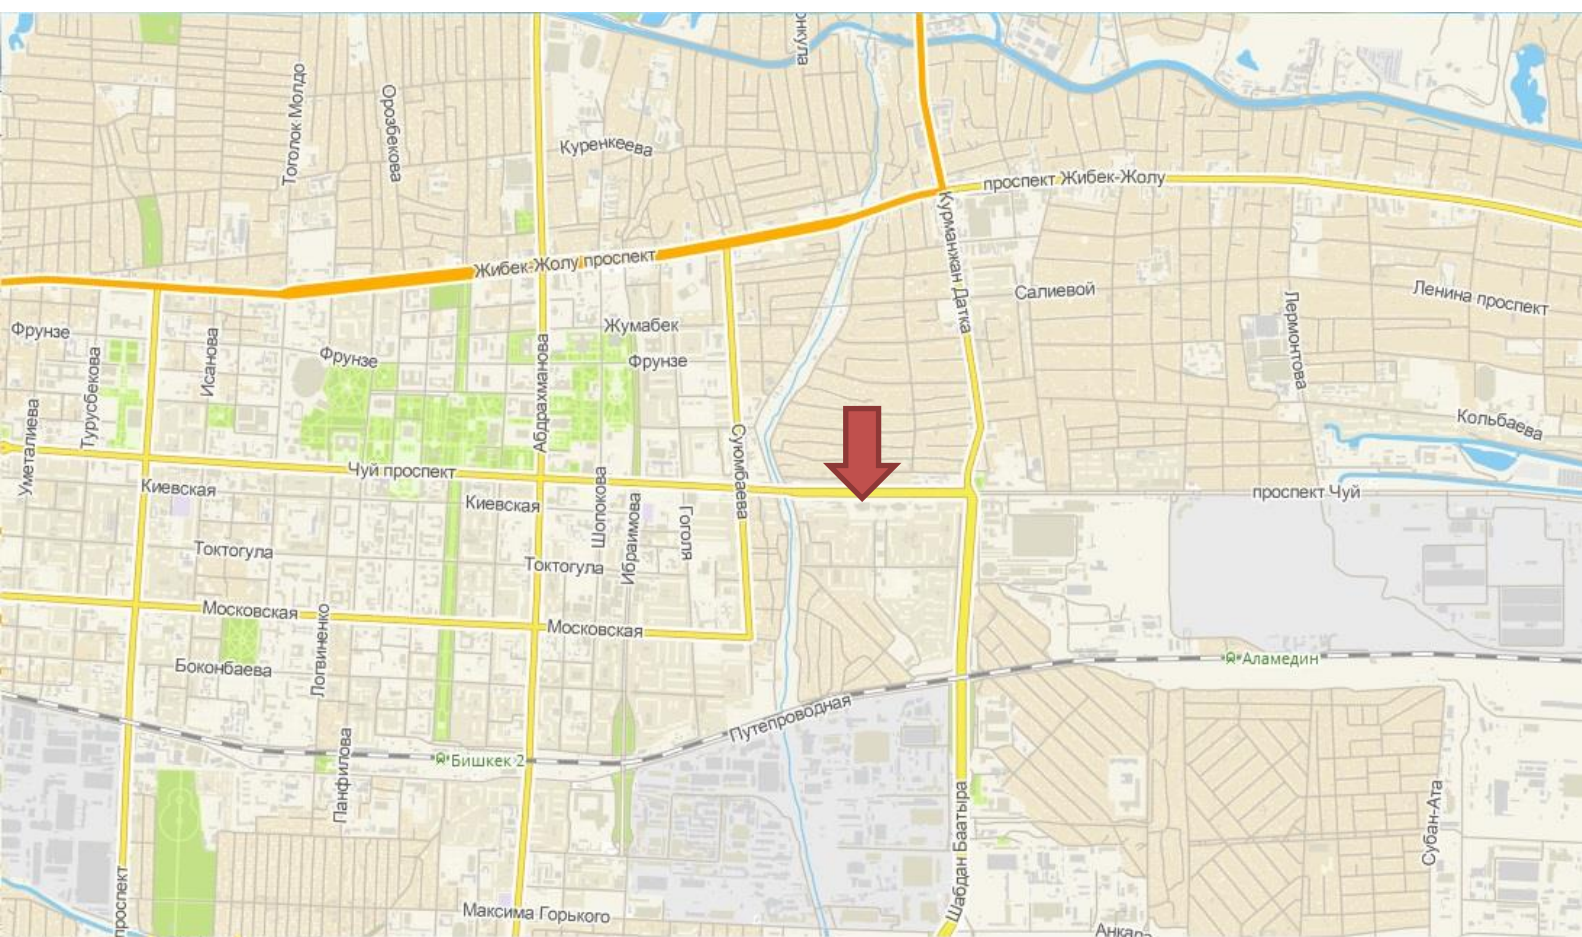 Тоголок Молдо
Орозбекова
Куренкеева
проспект Жибек-Жолу
Курманжан Датка
Жибек-Жолу проспект
Салиевой
Лермонтова
Ленина проспект
Фрунзе
Турусбекова
Исанова
Фрунзе
Жумабек
Фрунзе
Абдрахманова
Уметалиева
Суюмбаева
Кольбаева
Чуй проспект
Киевская
Киевская
Шопокова
Ибраимова
Гоголя
проспект Чуй
Токтогула
Токтогула
Московская
Московская
Логвиненко
Боконбаева
Аламедин
Путепроводная
Бишкек 2
Панфилова
Шабдан Баатыра
Субан-Ата
проспект
Максима Горького